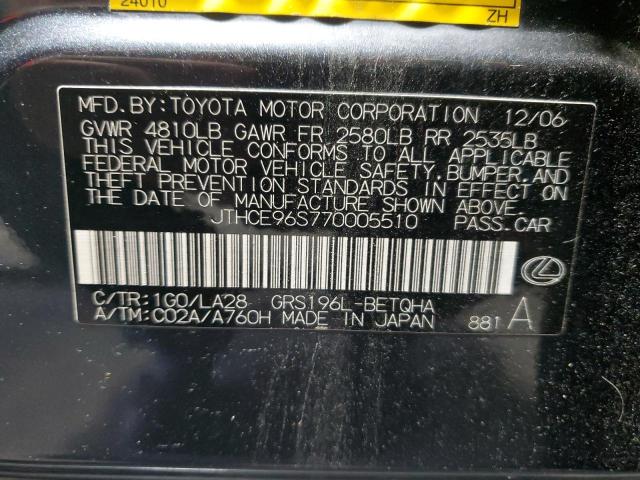 24010
ZH
MFD.BY:TOYOTA MOTOR CORPORATION 12/06
GVWR 4810LB GAWR FR 2580LB RR 2535LB
THIS VEHICLE CONFORMS TO ALL APPLICABLE
FEDERAL MOTOR VEHICLE SAFETY,BUMPER,AND
THEFT PREVENTION STANDARDS IN EFFECT ON
THE DATE OF MANUFACTURE SHOWN ABOVE.
JTHCE96S770005510 PASS.CAR
C/TR:1G0/LA28 GRS196L-BETQHA
A/TM:C02A/A760H MADE IN JAPAN 881 A